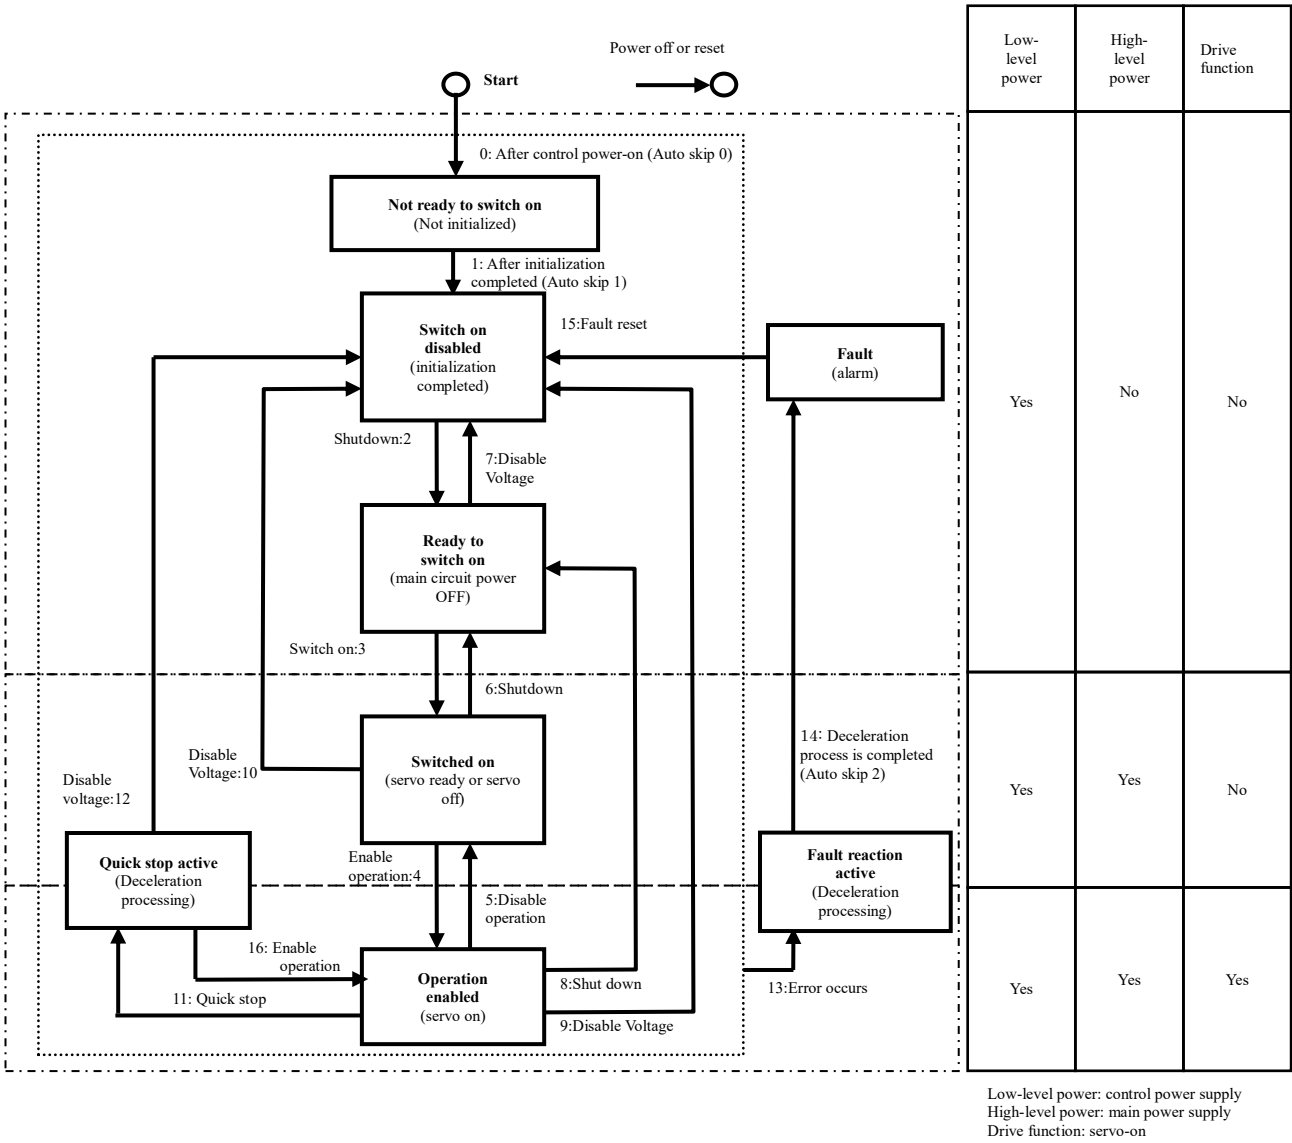 Power off or reset
Start
Low-
level
power
High-
level
power
Drive
function
0: After control power-on (Auto skip 0)
Not ready to switch on
(Not initialized)
1: After initialization
completed (Auto skip 1)
Switch on
disabled
(initialization
completed)
15:Fault reset
Fault
(alarm)
Yes
No
No
Shutdown:2
7:Disable
Voltage
Ready to
switch on
(main circuit power
OFF)
Switch on:3
6:Shutdown
Switched on
(servo ready or servo
off)
Disable
Voltage:10
Disable
voltage:12
14: Deceleration
process is completed
(Auto skip 2)
Yes
Yes
No
Quick stop active
(Deceleration
processing)
Enable
operation:4
5:Disable
operation
Fault reaction
active
(Deceleration
processing)
16: Enable
operation
11: Quick stop
Operation
enabled
(servo on)
8:Shut down
9:Disable Voltage
13:Error occurs
Yes
Yes
Yes
Low-level power: control power supply
High-level power: main power supply
Drive function: servo-on